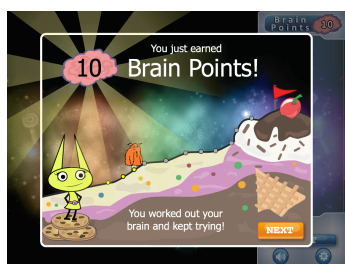 Brain
Points
10
You just earned
10 Brain Points!
You worked out your
brain and kept trying!
NEXT